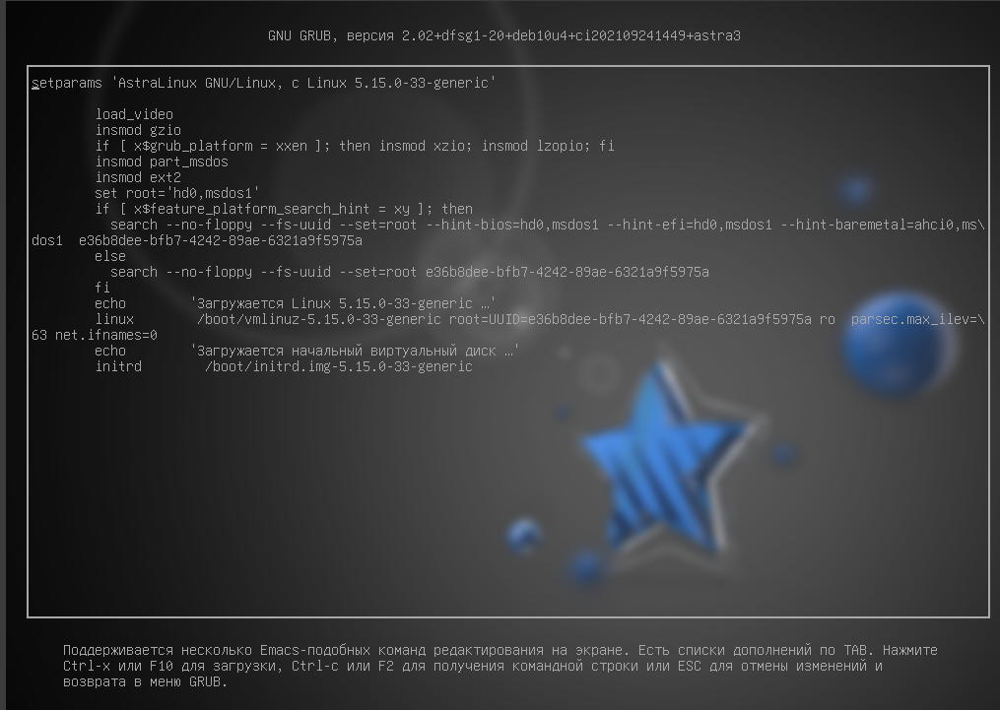 GNU GRUB, версия 2.02+dfsg1-20+deb10u4+ci202109241449+astra3
setparams 'AstraLinux GNU/Linux, с Linux 5.15.0-33-generic'
load_video
insmod gzio
if [ x$grub_platform = xxen ]; then insmod xzio; insmod lzopio; fi
insmod part_msdos
insmod ext2
set root='hd0,msdos1'
if [ x$feature_platform_search_hint = xy ]; then
search --no-floppy --fs-uuid --set=root --hint-bios=hd0,msdos1 --hint-efi=hd0,msdos1 --hint-baremetal=ahci0,ms\
dos1  e36b8dee-bfb7-4242-89ae-6321a9f5975a
else
search --no-floppy --fs-uuid --set=root e36b8dee-bfb7-4242-89ae-6321a9f5975a
fi
echo        'Загружается Linux 5.15.0-33-generic …'
linux        /boot/vmlinuz-5.15.0-33-generic root=UUID=e36b8dee-bfb7-4242-89ae-6321a9f5975a ro  parsec.max_ilev=\
63 net.ifnames=0
echo        'Загружается начальный виртуальный диск …'
initrd        /boot/initrd.img-5.15.0-33-generic
Поддерживается несколько Emacs-подобных команд редактирования на экране. Есть списки дополнений по TAB. Нажмите
Ctrl-x или F10 для загрузки, Ctrl-c или F2 для получения командной строки или ESC для отмены изменений и
возврата в меню GRUB.